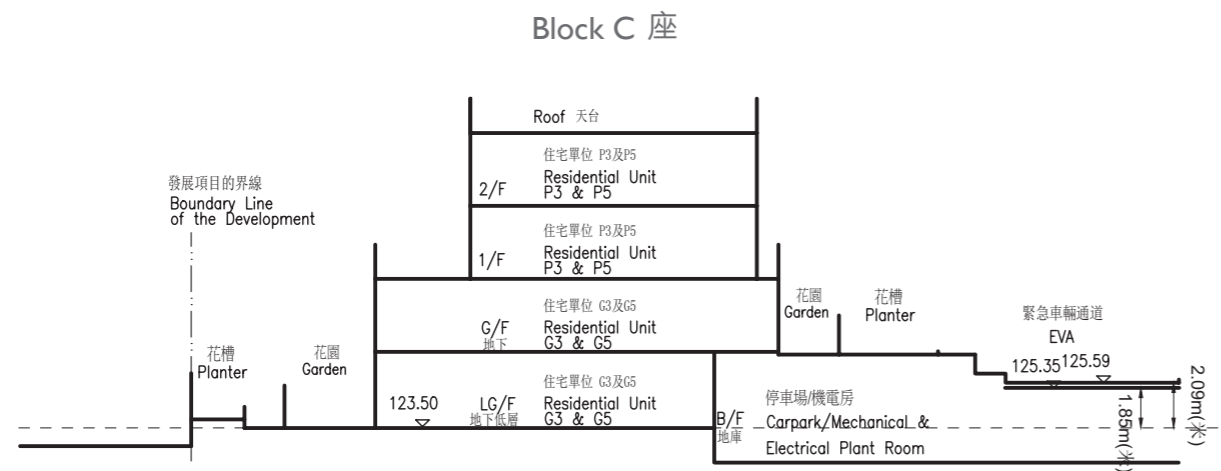 Block C 座
Roof 天台
住宅單位 P3及P5
2/F
Residential Unit
P3 & P5
發展項目的界線
Boundary Line
of the Development
住宅單位 P3及P5
1/F
Residential Unit
P3 & P5
住宅單位 G3及G5
G/F
地下
Residential Unit
G3 & G5
花園
Garden
花槽
Planter
緊急車輛通道
EVA
125.35
125.59
花槽
Planter
花園
Garden
123.50
住宅單位 G3及G5
LG/F
地下低層
Residential Unit
G3 & G5
B/F
地庫
停車場/機電房
Carpark/Mechanical &
Electrical Plant Room
1.85m(米)
2.09m(米)